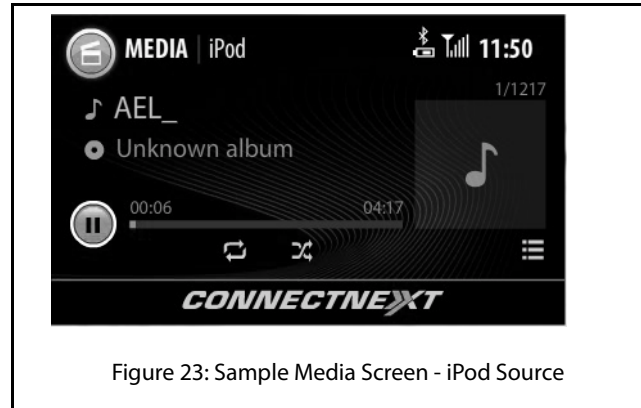 MEDIA | iPod 11:50
1/1217
AEL_
Unknown album
00:06 04:17
CONNECTNEXT
Figure 23: Sample Media Screen - iPod Source